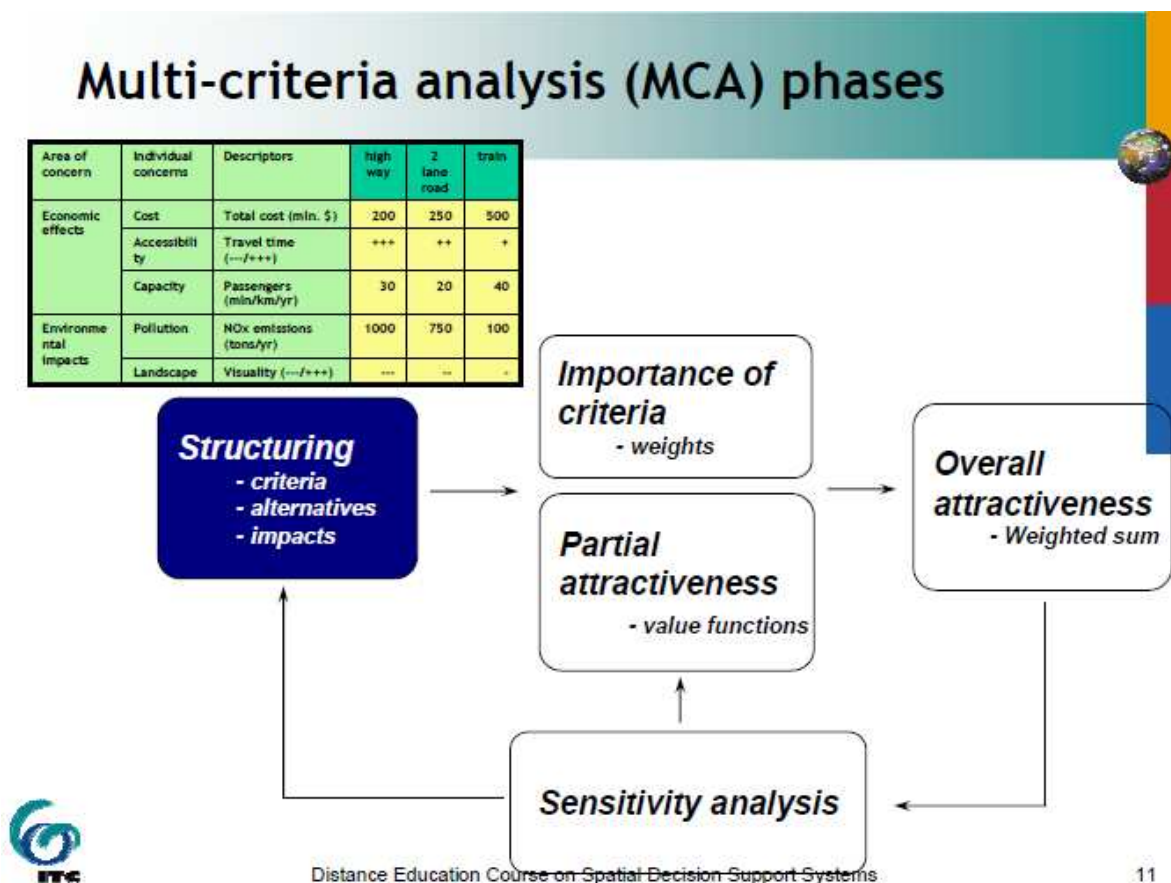 Multi-criteria analysis (MCA) phases
Area of concern Individual concerns Descriptors high way 2 lane road train
Economic effects Cost Total cost (min. $) 200 250 500
Accessibili ty Travel time (---/+++) +++ ++ +
Capacity Passengers (min/km/yr) 30 20 40
Environme ntal impacts Pollution NOx emissions (tons/yr) 1000 750 100
Landscape Visuality (---/+++) --- -- -
Structuring
- criteria
- alternatives
- impacts
Importance of
criteria
- weights
Partial
attractiveness
- value functions
Overall
attractiveness
- Weighted sum
Sensitivity analysis
ITC
Distance Education Course on Spatial Decision Support Systems
11